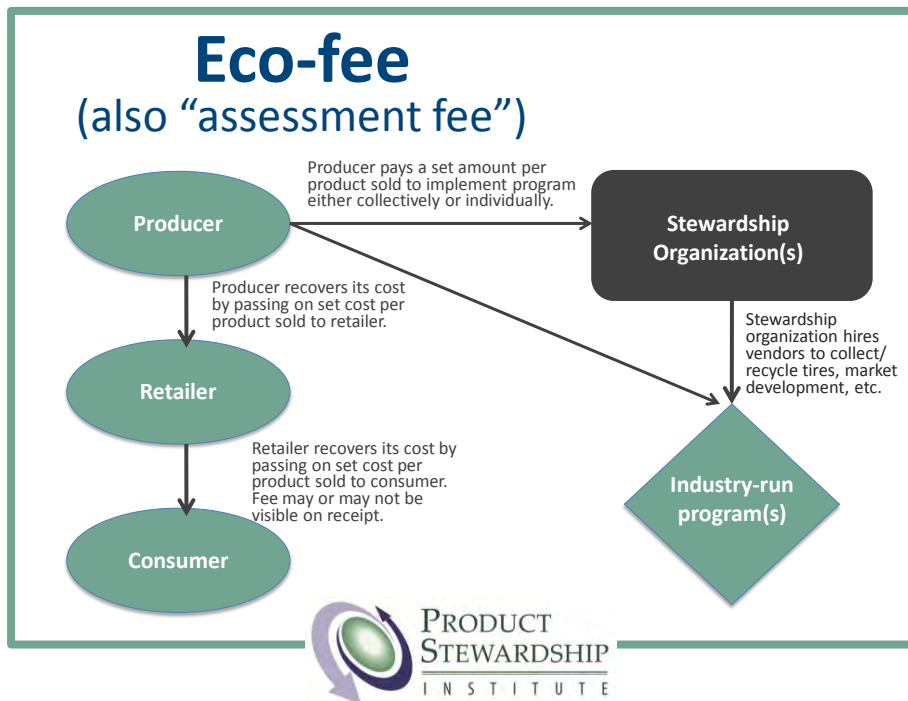 Eco-fee
(also “assessment fee”)
Producer pays a set amount per
product sold to implement program
either collectively or individually.
Producer
Stewardship
Organization(s)
Producer recovers its cost
by passing on set cost per
product sold to retailer.
Stewardship
organization hires
vendors to collect/
recycle tires, market
development, etc.
Retailer
Retailer recovers its cost by
passing on set cost per
product sold to consumer.
Fee may or may not be
visible on receipt.
Industry-run
program(s)
Consumer
PRODUCT
STEWARDSHIP
INSTITUTE